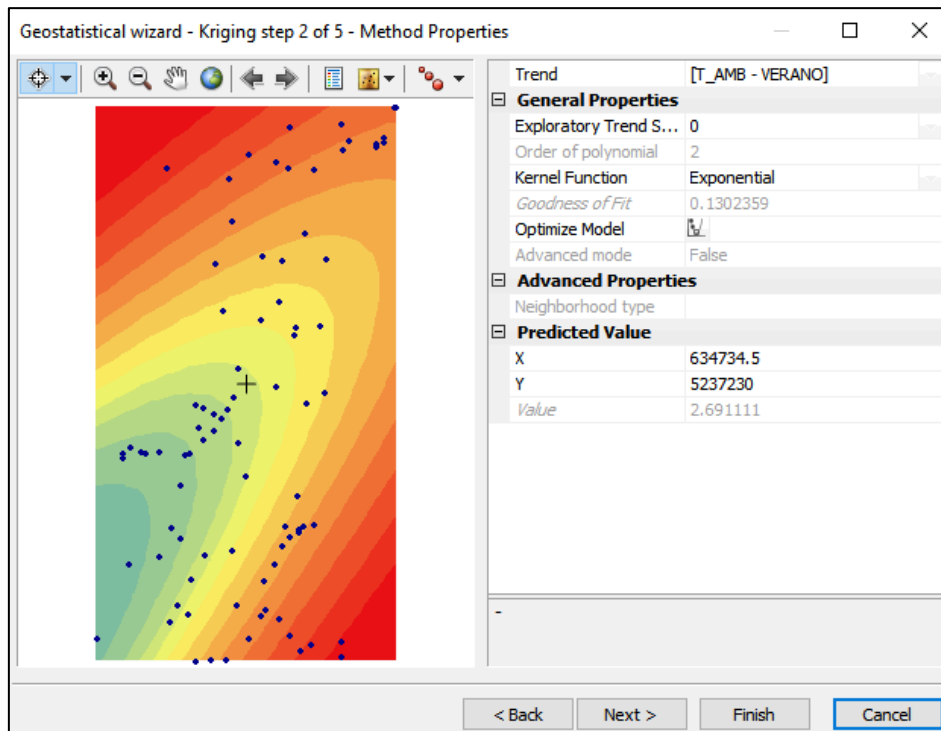 Geostatistical wizard - Kriging step 2 of 5 - Method Properties
Trend [T_AMB - VERANO]
General Properties
Exploratory Trend S... 0
Order of polynomial 2
Kernel Function Exponential
Goodness of Fit 0.1302359
Optimize Model
Advanced mode False
Advanced Properties
Neighborhood type
Predicted Value
X 634734.5
Y 5237230
Value 2.691111
-
< Back Next > Finish Cancel